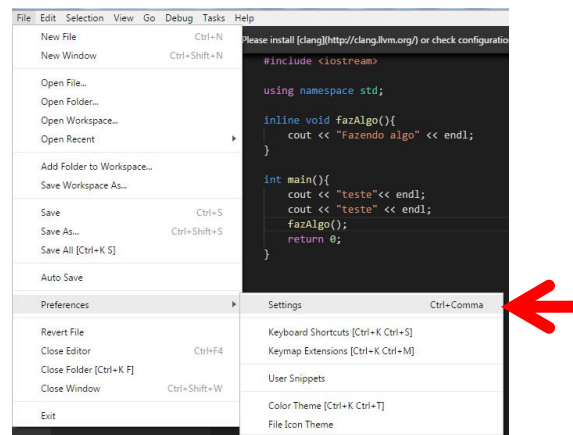 File Edit Selection View Go Debug Tasks Help
New File Ctrl+N
New Window Ctrl+Shift+N
Open File...
Open Folder...
Open Workspace...
Open Recent
Add Folder to Workspace...
Save Workspace As...
Save Ctrl+S
Save As... Ctrl+Shift+S
Save All [Ctrl+K S]
Auto Save
Preferences
Revert File
Close Editor Ctrl+F4
Close Folder [Ctrl+K F]
Close Window Ctrl+Shift+W
Exit
Please install [clang](http://clang.llvm.org/) or check configuratio
#include <iostream>
using namespace std;
inline void fazAlgo(){
cout << "Fazendo algo" << endl;
}
int main(){
cout << "teste"<< endl;
cout << "teste" << endl;
fazAlgo();
return 0;
}
Settings Ctrl+Comma
Keyboard Shortcuts [Ctrl+K Ctrl+S]
Keymap Extensions [Ctrl+K Ctrl+M]
User Snippets
Color Theme [Ctrl+K Ctrl+T]
File Icon Theme